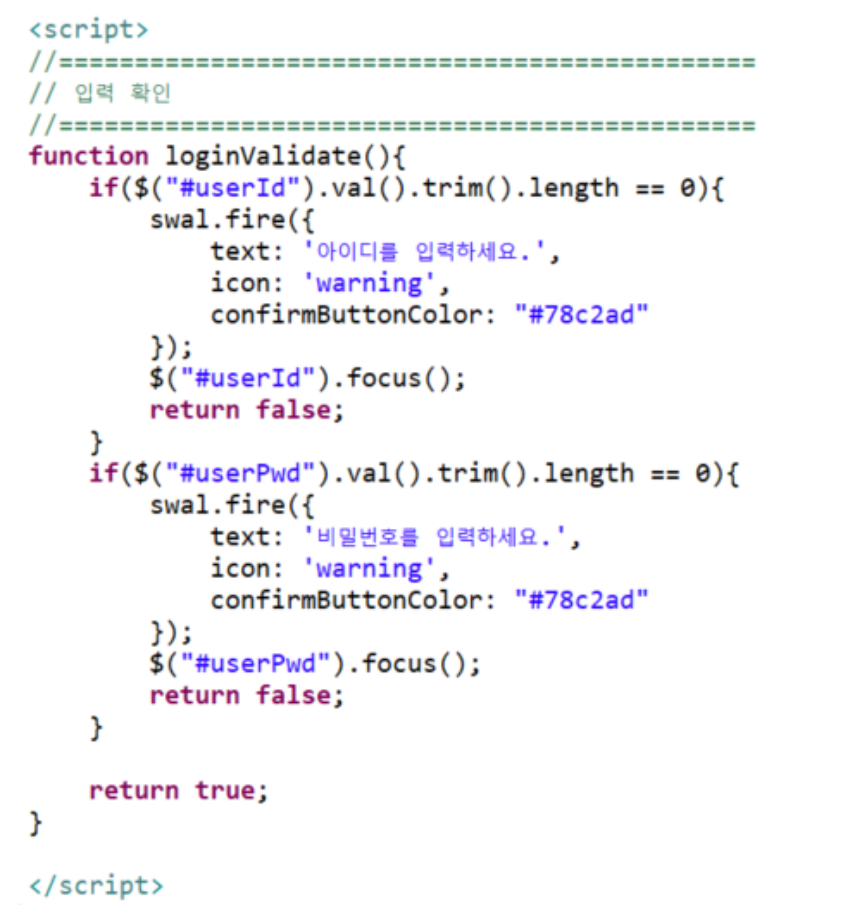 <script>
//==============================================
// 입력 확인
//==============================================
function loginValidate(){
    if($("#userId").val().trim().length == 0){
        swal.fire({
            text: '아이디를 입력하세요.',
            icon: 'warning',
            confirmButtonColor: "#78c2ad"
        });
        $("#userId").focus();
        return false;
    }
    if($("#userPwd").val().trim().length == 0){
        swal.fire({
            text: '비밀번호를 입력하세요.',
            icon: 'warning',
            confirmButtonColor: "#78c2ad"
        });
        $("#userPwd").focus();
        return false;
    }

    return true;
}

</script>